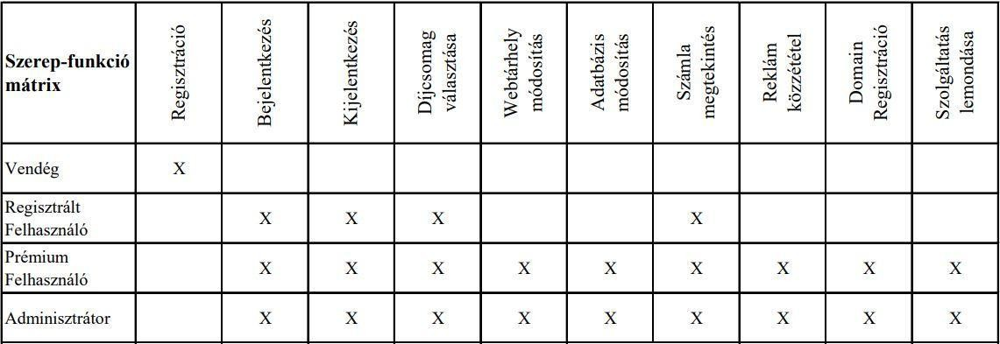 Szerep-funkció
mátrix
Regisztráció
Bejelentkezés
Kijelentkezés
Díjcsomag
választása
Webtárhely
módosítás
Adatbázis
módosítás
Számla
megtekintés
Reklám
közzététel
Domain
Regisztráció
Szolgáltatás
lemondása
Vendég X
Regisztrált
Felhasználó
X X X X
Prémium
Felhasználó
X X X X X X X X X
Adminisztrátor X X X X X X X X X